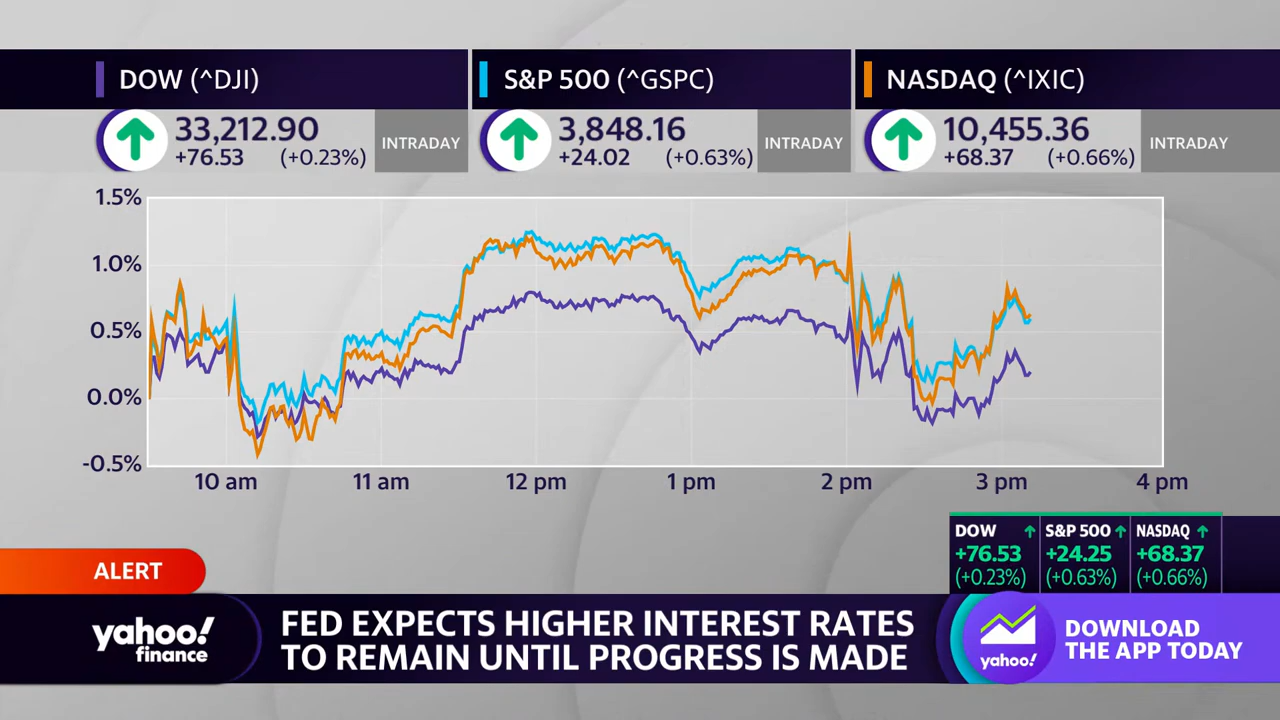 DOW (^DJI)
33,212.90
+76.53 (+0.23%)
INTRADAY
S&P 500 (^GSPC)
3,848.16
+24.02 (+0.63%)
INTRADAY
NASDAQ (^IXIC)
10,455.36
+68.37 (+0.66%)
INTRADAY
1.5%
1.0%
0.5%
0.0%
-0.5%
10 am 11 am 12 pm 1 pm 2 pm 3 pm 4 pm
DOW
+76.53
(+0.23%)
S&P 500
+24.25
(+0.63%)
NASDAQ
+68.37
(+0.66%)
ALERT
yahoo!
finance
FED EXPECTS HIGHER INTEREST RATES
TO REMAIN UNTIL PROGRESS IS MADE
yahoo!
DOWNLOAD
THE APP TODAY